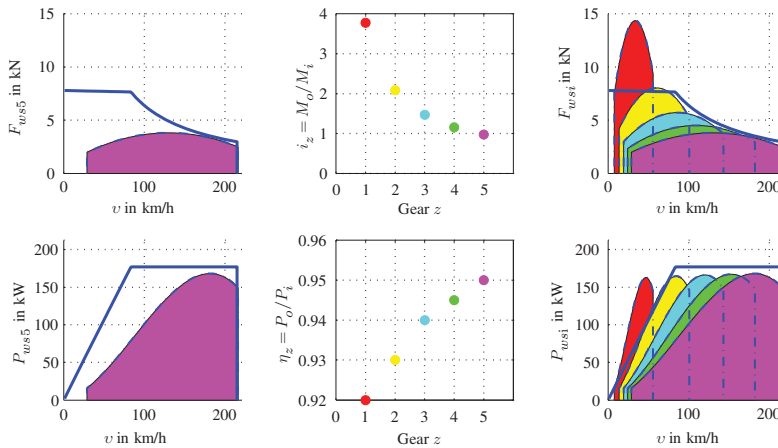 15
10
5
0
F_{ws5} in kN
0 100 200
v in km/h
4
3
2
1
0
i_z = M_o/M_i
0 1 2 3 4 5 6
Gear z
15
10
5
0
F_{wsi} in kN
0 100 200
v in km/h
200
150
100
50
0
P_{ws5} in kW
0 100 200
v in km/h
0.96
0.95
0.94
0.93
0.92
η_z = P_o/P_i
0 1 2 3 4 5 6
Gear z
200
150
100
50
0
P_{wsi} in kW
0 100 200
v in km/h